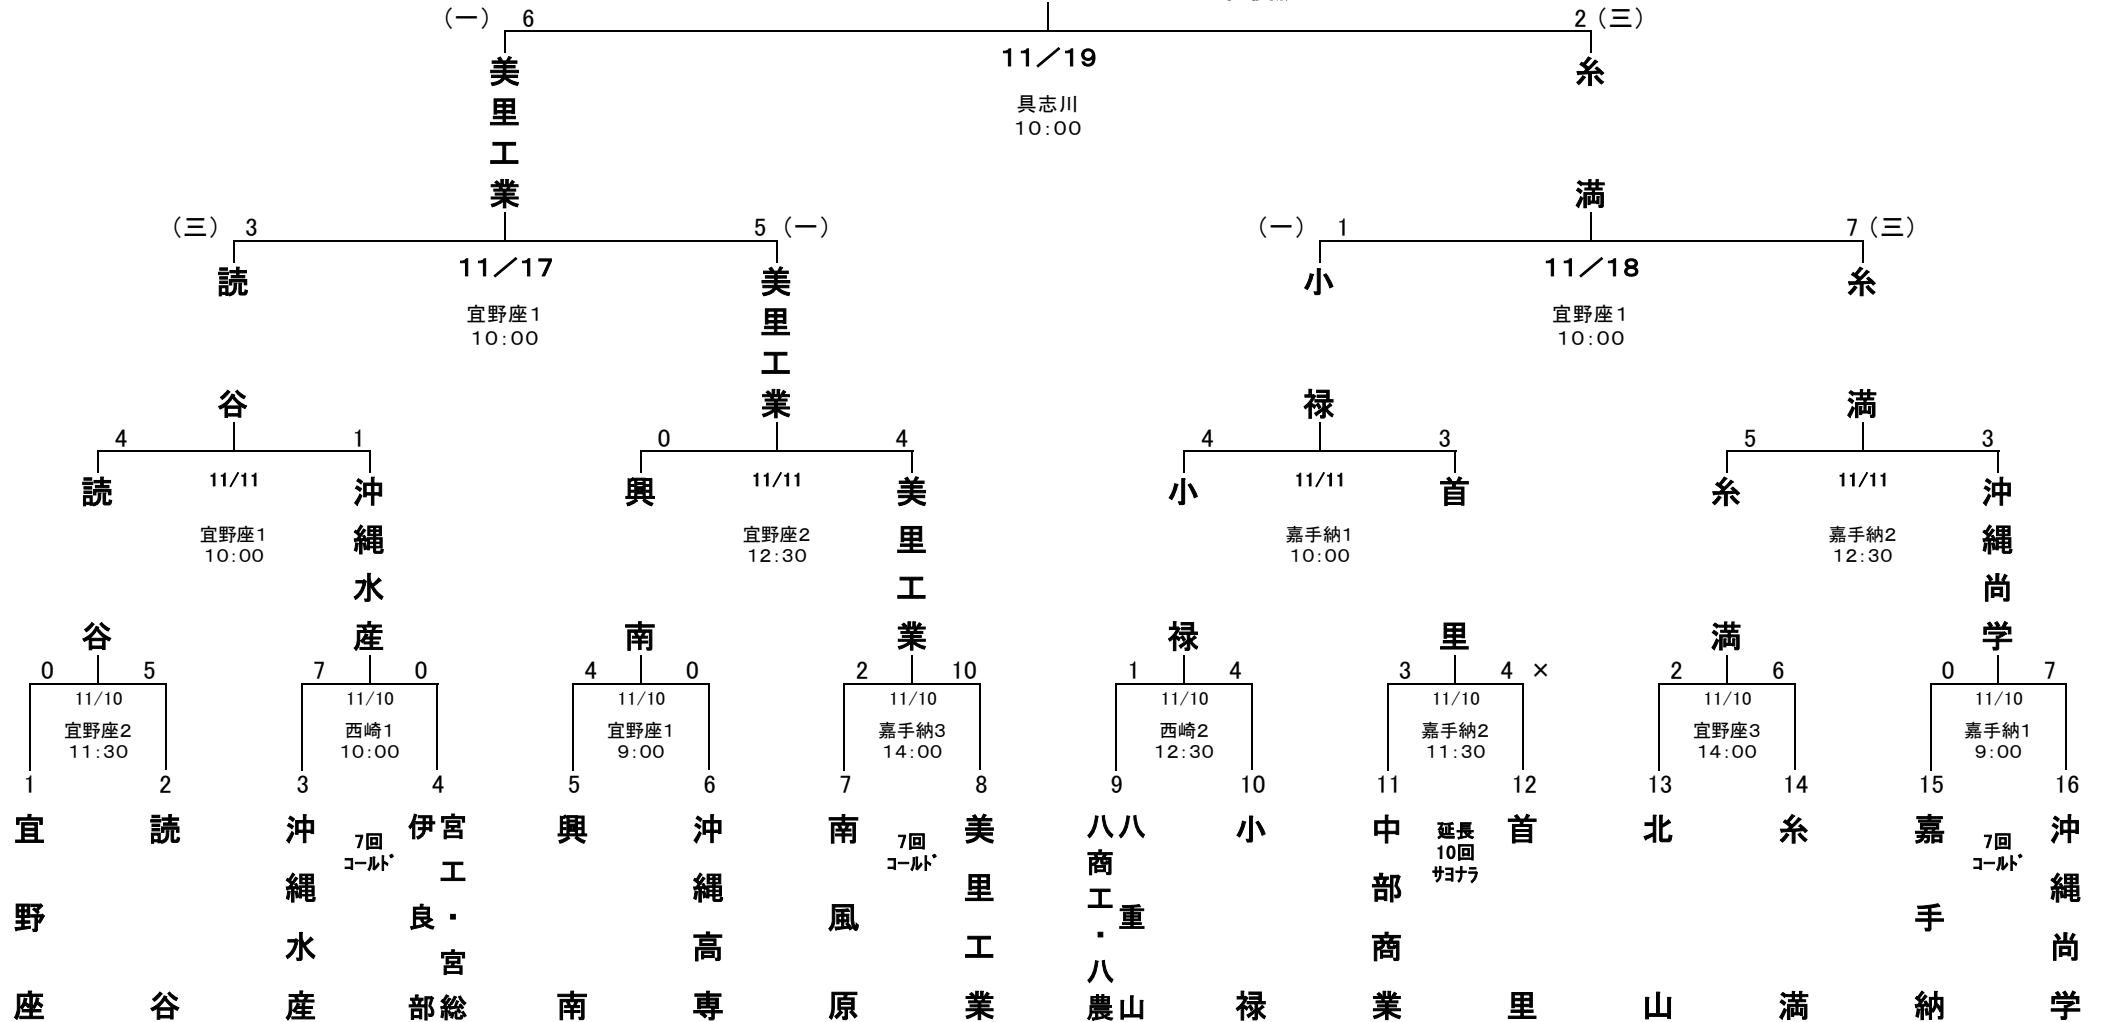 （一） 6
2（三）
11／19
具志川
10:00
美里工業
糸満
（三） 3
5（一）
（一） 1
7（三）
11／17
宜野座1
10:00
11／18
宜野座1
10:00
読谷
美里工業
小禄
糸満
4 1
0 4
4 3
5 3
11/11
宜野座1
10:00
11/11
宜野座2
12:30
11/11
嘉手納1
10:00
11/11
嘉手納2
12:30
読谷
沖縄水産
興南
美里工業
小禄
首里
糸満
沖縄尚学
0 5
11/10
宜野座2
11:30
7 0
11/10
西崎1
10:00
4 0
11/10
宜野座1
9:00
2 10
11/10
嘉手納3
14:00
1 4
11/10
西崎2
12:30
3 4 ×
11/10
嘉手納2
11:30
2 6
11/10
宜野座3
14:00
0 7
11/10
嘉手納1
9:00
1 2 3 4 5 6 7 8 9 10 11 12 13 14 15 16
宜野座
読谷
沖縄水産
7回
ｺｰﾙﾄﾞ
宮工・宮総
伊良部
興南
沖縄高専
南風原
7回
ｺｰﾙﾄﾞ
美里工業
八重山
八商工・八農
小禄
中部商業
延長
10回
ｻﾖﾅﾗ
首里
北山
糸満
嘉手納
7回
ｺｰﾙﾄﾞ
沖縄尚学